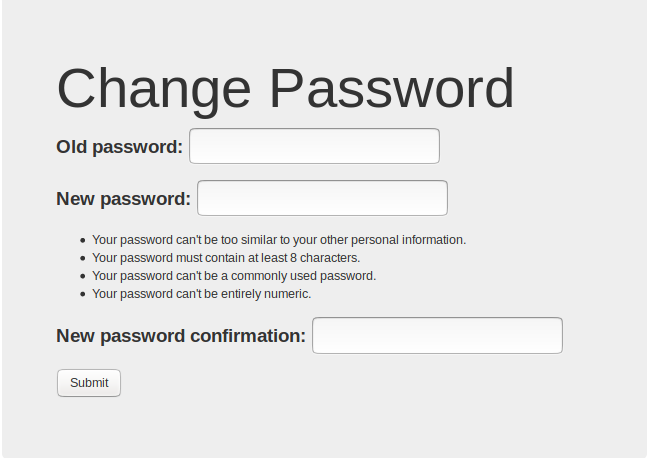 Change Password
Old password:
New password:
Your password can't be too similar to your other personal information.
Your password must contain at least 8 characters.
Your password can't be a commonly used password.
Your password can't be entirely numeric.
New password confirmation:
Submit